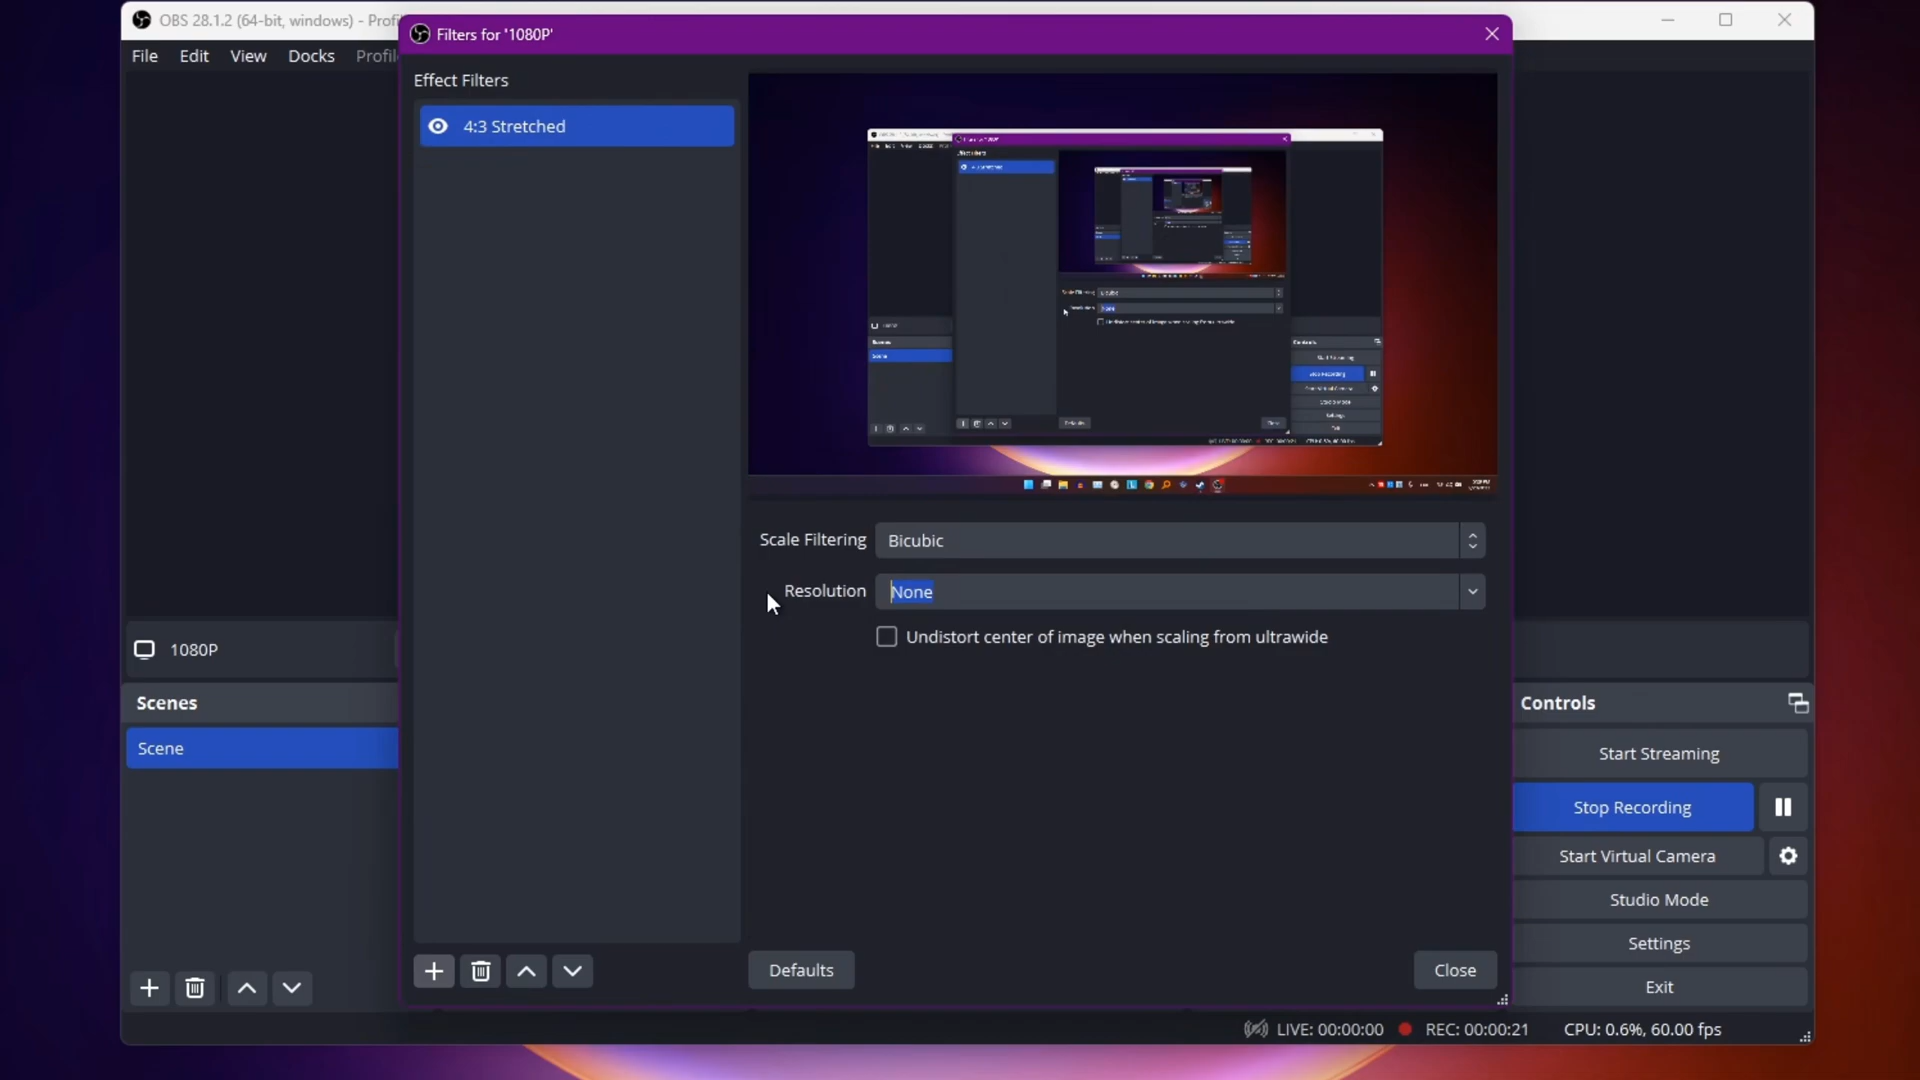 OBS 28.1.2 (64-bit, windows) - Profi
Filters for '1080P'
File Edit View Docks Profil
Effect Filters
4:3 Stretched
Scale Filtering Bicubic
Resolution None
Undistort center of image when scaling from ultrawide
1080P
Scenes
Scene
Controls
Start Streaming
Stop Recording
Start Virtual Camera
Studio Mode
Settings
Exit
Defaults
Close
LIVE: 00:00:00 REC: 00:00:21 CPU: 0.6%, 60.00 fps